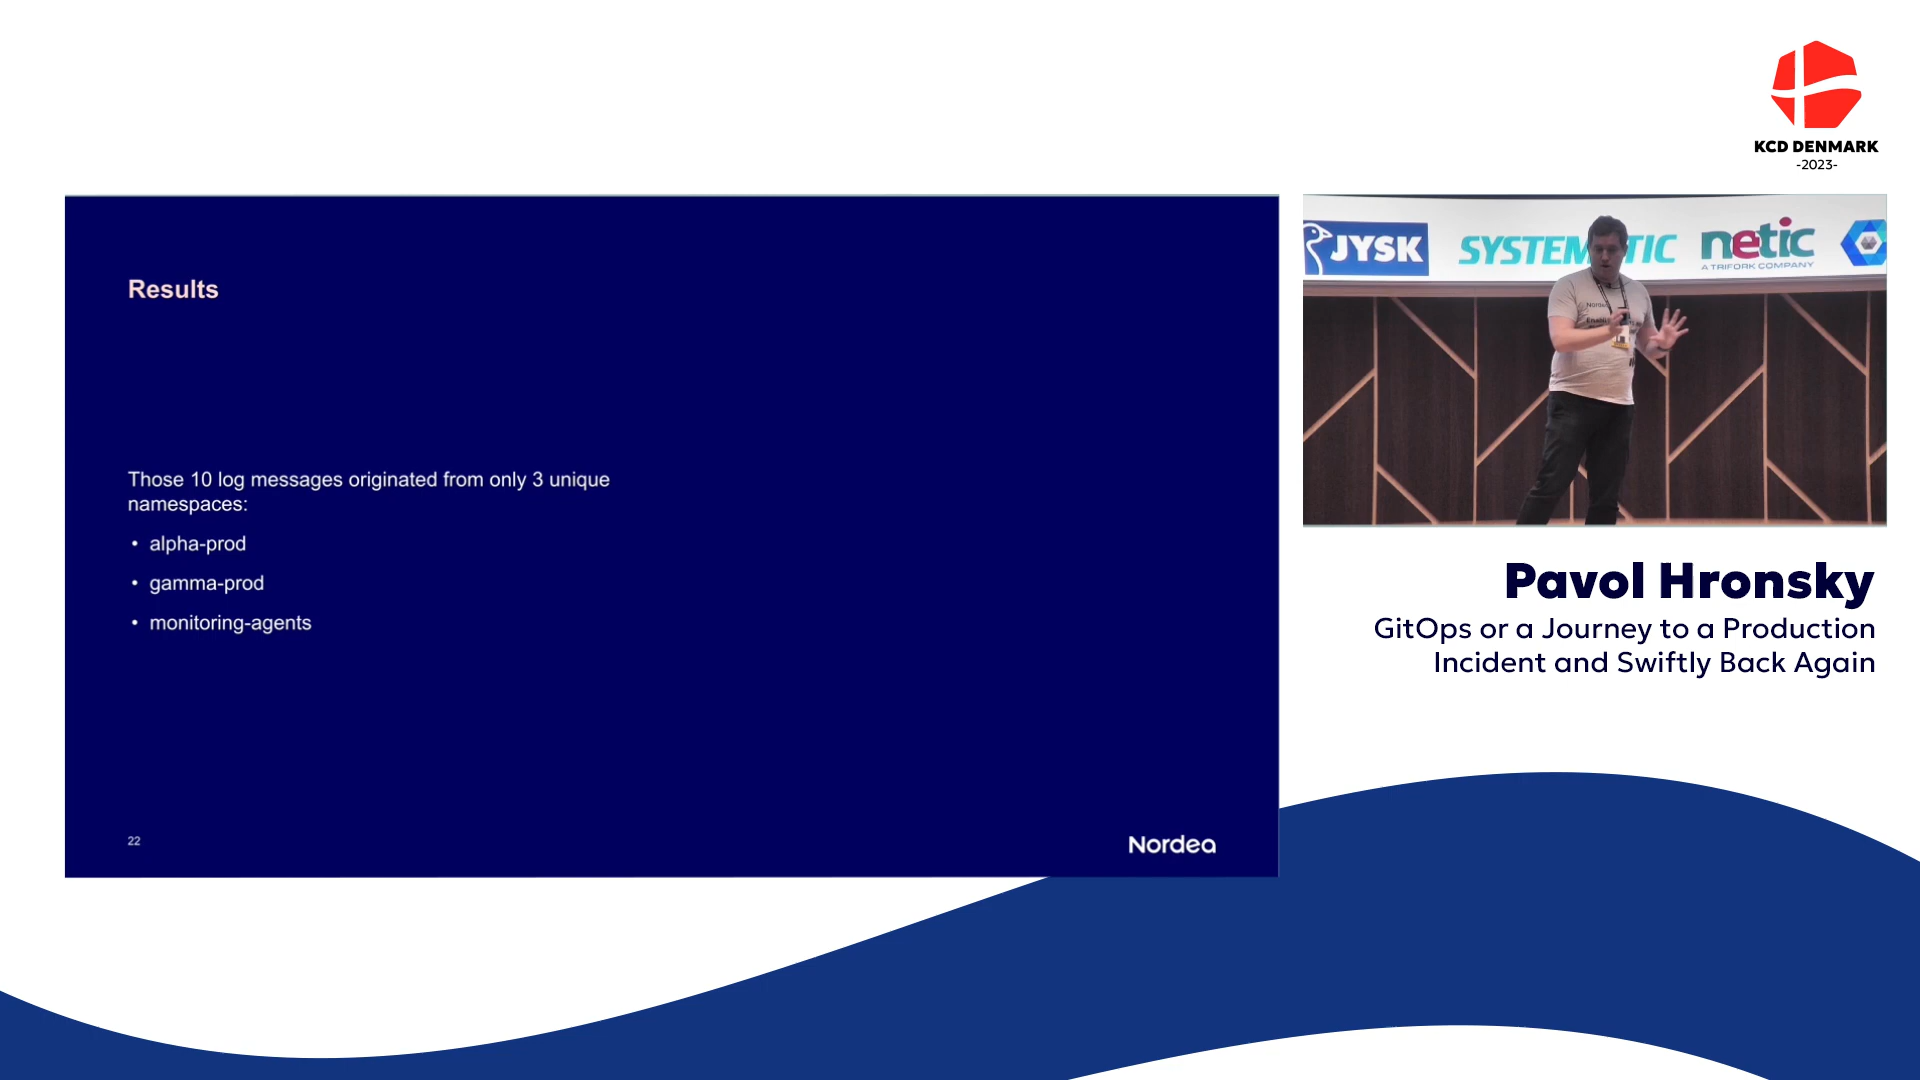 KCD DENMARK
-2023-
Results
Those 10 log messages originated from only 3 unique
namespaces:
• alpha-prod
• gamma-prod
• monitoring-agents
22
Nordea
JYSK
SYSTEM TIC
netic
A TRIFORK COMPANY
Pavol Hronsky
GitOps or a Journey to a Production
Incident and Swiftly Back Again